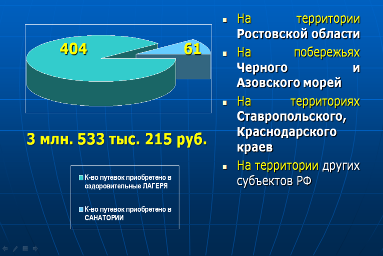 404
61
3 млн. 533 тыс. 215 руб.
К-во путевок приобретено в
оздоровительные ЛАГЕРЯ
К-во путевок приобретено в
САНАТОРИИ
На территории
Ростовской области
На побережьях
Черного и
Азовского морей
На территориях
Ставропольского,
Краснодарского
краев
На территории других
субъектов РФ